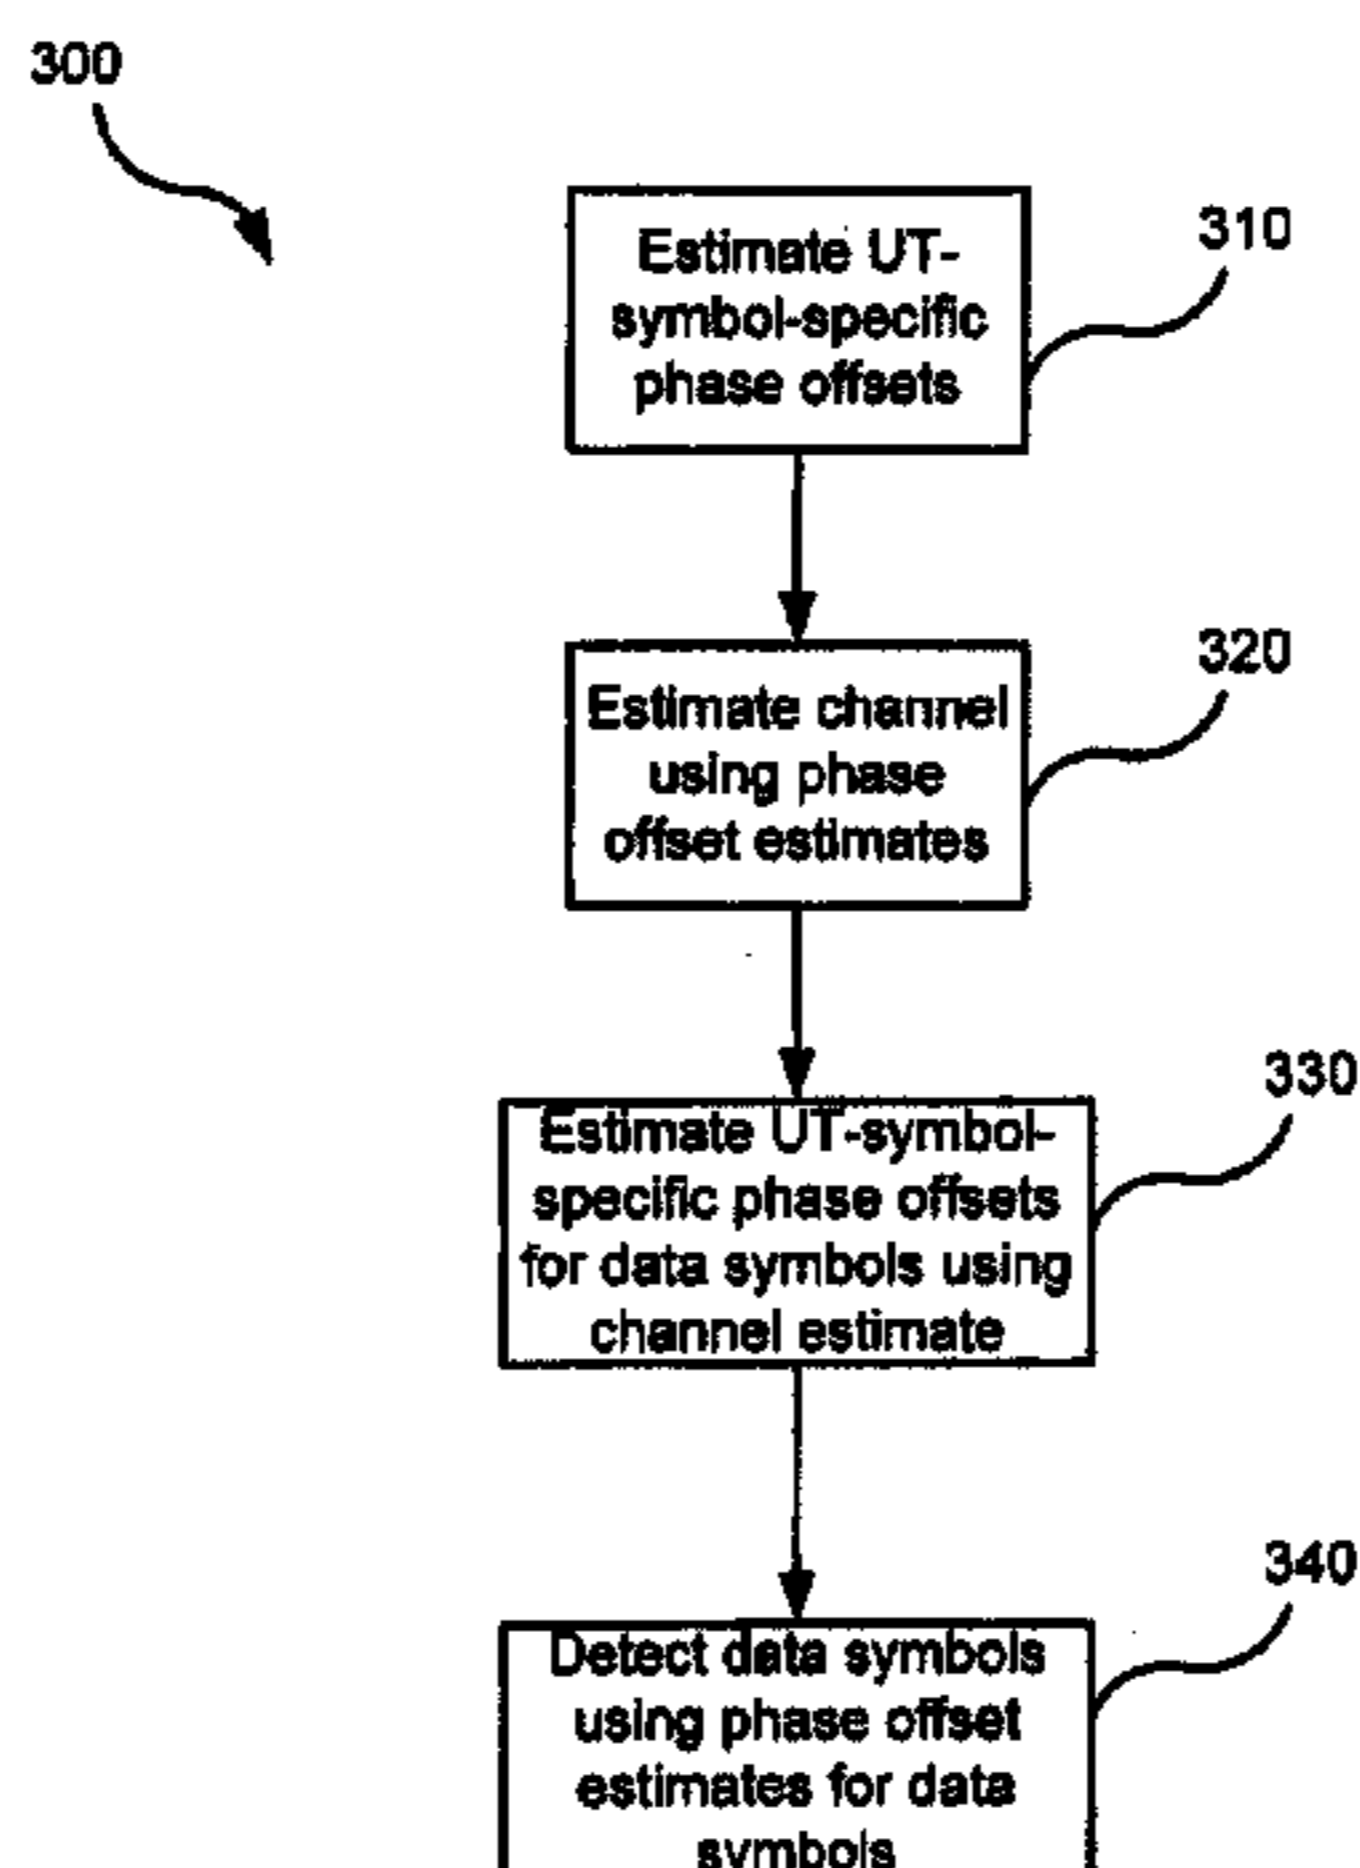 300
310
Estimate UT-
symbol-specific
phase offsets
320
Estimate channel
using phase
offset estimates
330
Estimate UT-symbol-
specific phase offsets
for data symbols using
channel estimate
340
Detect data symbols
using phase offset
estimates for data
symbols